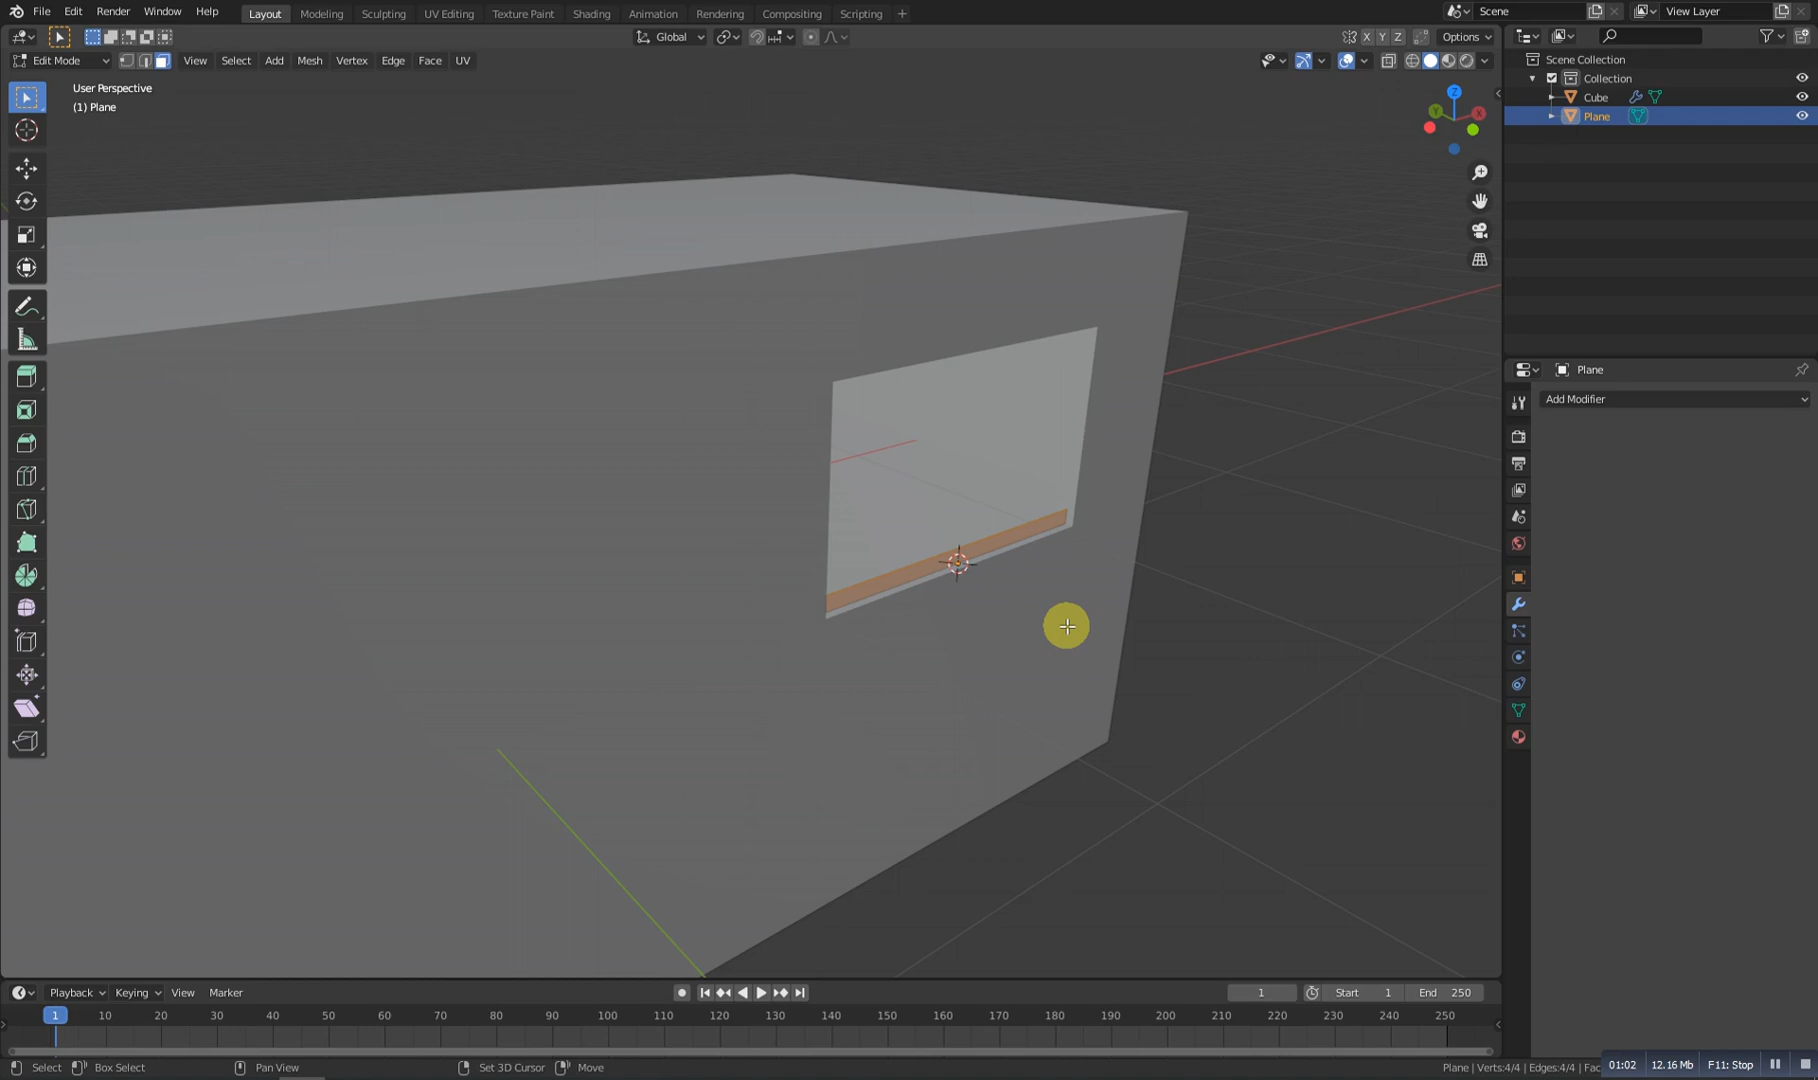 File Edit Render Window Help Layout Modeling Sculpting UV Editing Texture Paint Shading Animation Rendering Compositing Scripting + Scene View Layer
Global X Y Z Options
Edit Mode View Select Add Mesh Vertex Edge Face UV
Scene Collection
Collection
Cube
Plane
User Perspective
(1) Plane
Z
Y
X
Plane
Add Modifier
Playback Keying View Marker 1 Start 1 End 250
1 10 20 30 40 50 60 70 80 90 100 110 120 130 140 150 160 170 180 190 200 210 220 230 240 250
Select Box Select Pan View Set 3D Cursor Move Plane | Verts:4/4 | Edges:4/4 | 01:02 12.16 Mb F11: Stop